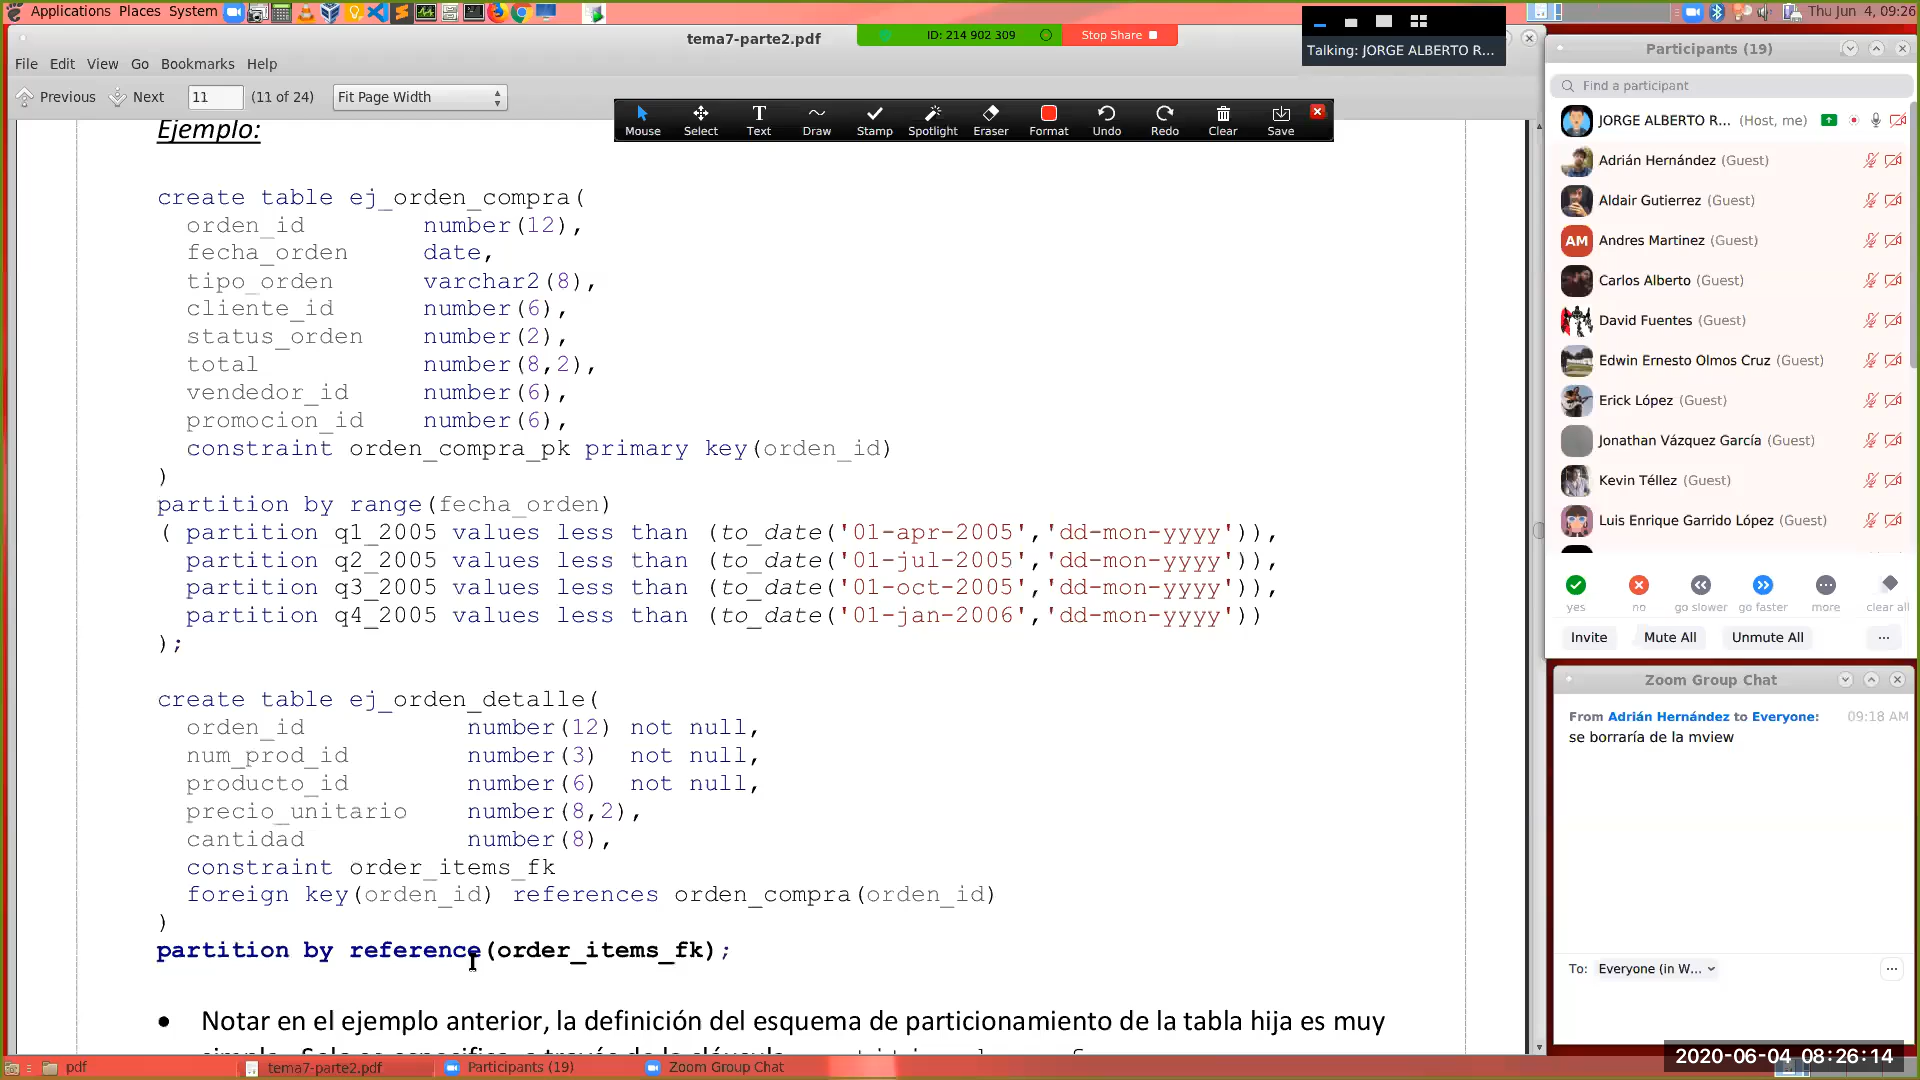 Applications Places System
Thu Jun 4, 09:26
tema7-parte2.pdf
ID: 214 902 309
Stop Share
Talking: JORGE ALBERTO R...
File Edit View Go Bookmarks Help
Previous Next 11 (11 of 24) Fit Page Width
Mouse Select Text Draw Stamp Spotlight Eraser Format Undo Redo Clear Save
Ejemplo:
create table ej_orden_compra(
orden_id number(12),
fecha_orden date,
tipo_orden varchar2(8),
cliente_id number(6),
status_orden number(2),
total number(8,2),
vendedor_id number(6),
promocion_id number(6),
constraint orden_compra_pk primary key(orden_id)
)
partition by range(fecha_orden)
( partition q1_2005 values less than (to_date('01-apr-2005','dd-mon-yyyy')),
partition q2_2005 values less than (to_date('01-jul-2005','dd-mon-yyyy')),
partition q3_2005 values less than (to_date('01-oct-2005','dd-mon-yyyy')),
partition q4_2005 values less than (to_date('01-jan-2006','dd-mon-yyyy'))
);
create table ej_orden_detalle(
orden_id number(12) not null,
num_prod_id number(3) not null,
producto_id number(6) not null,
precio_unitario number(8,2),
cantidad number(8),
constraint order_items_fk
foreign key(orden_id) references orden_compra(orden_id)
)
partition by reference(order_items_fk);
• Notar en el ejemplo anterior, la definición del esquema de particionamiento de la tabla hija es muy
Participants (19)
Find a participant
JORGE ALBERTO R... (Host, me)
Adrián Hernández (Guest)
Aldair Gutierrez (Guest)
AM Andres Martinez (Guest)
Carlos Alberto (Guest)
David Fuentes (Guest)
Edwin Ernesto Olmos Cruz (Guest)
Erick López (Guest)
Jonathan Vázquez García (Guest)
Kevin Téllez (Guest)
Luis Enrique Garrido López (Guest)
yes no go slower go faster more clear all
Invite Mute All Unmute All ...
Zoom Group Chat
From Adrián Hernández to Everyone: 09:18 AM
se borraría de la mview
To: Everyone (in W... ...
pdf tema7-parte2.pdf Participants (19) Zoom Group Chat
2020-06-04 08:26:14